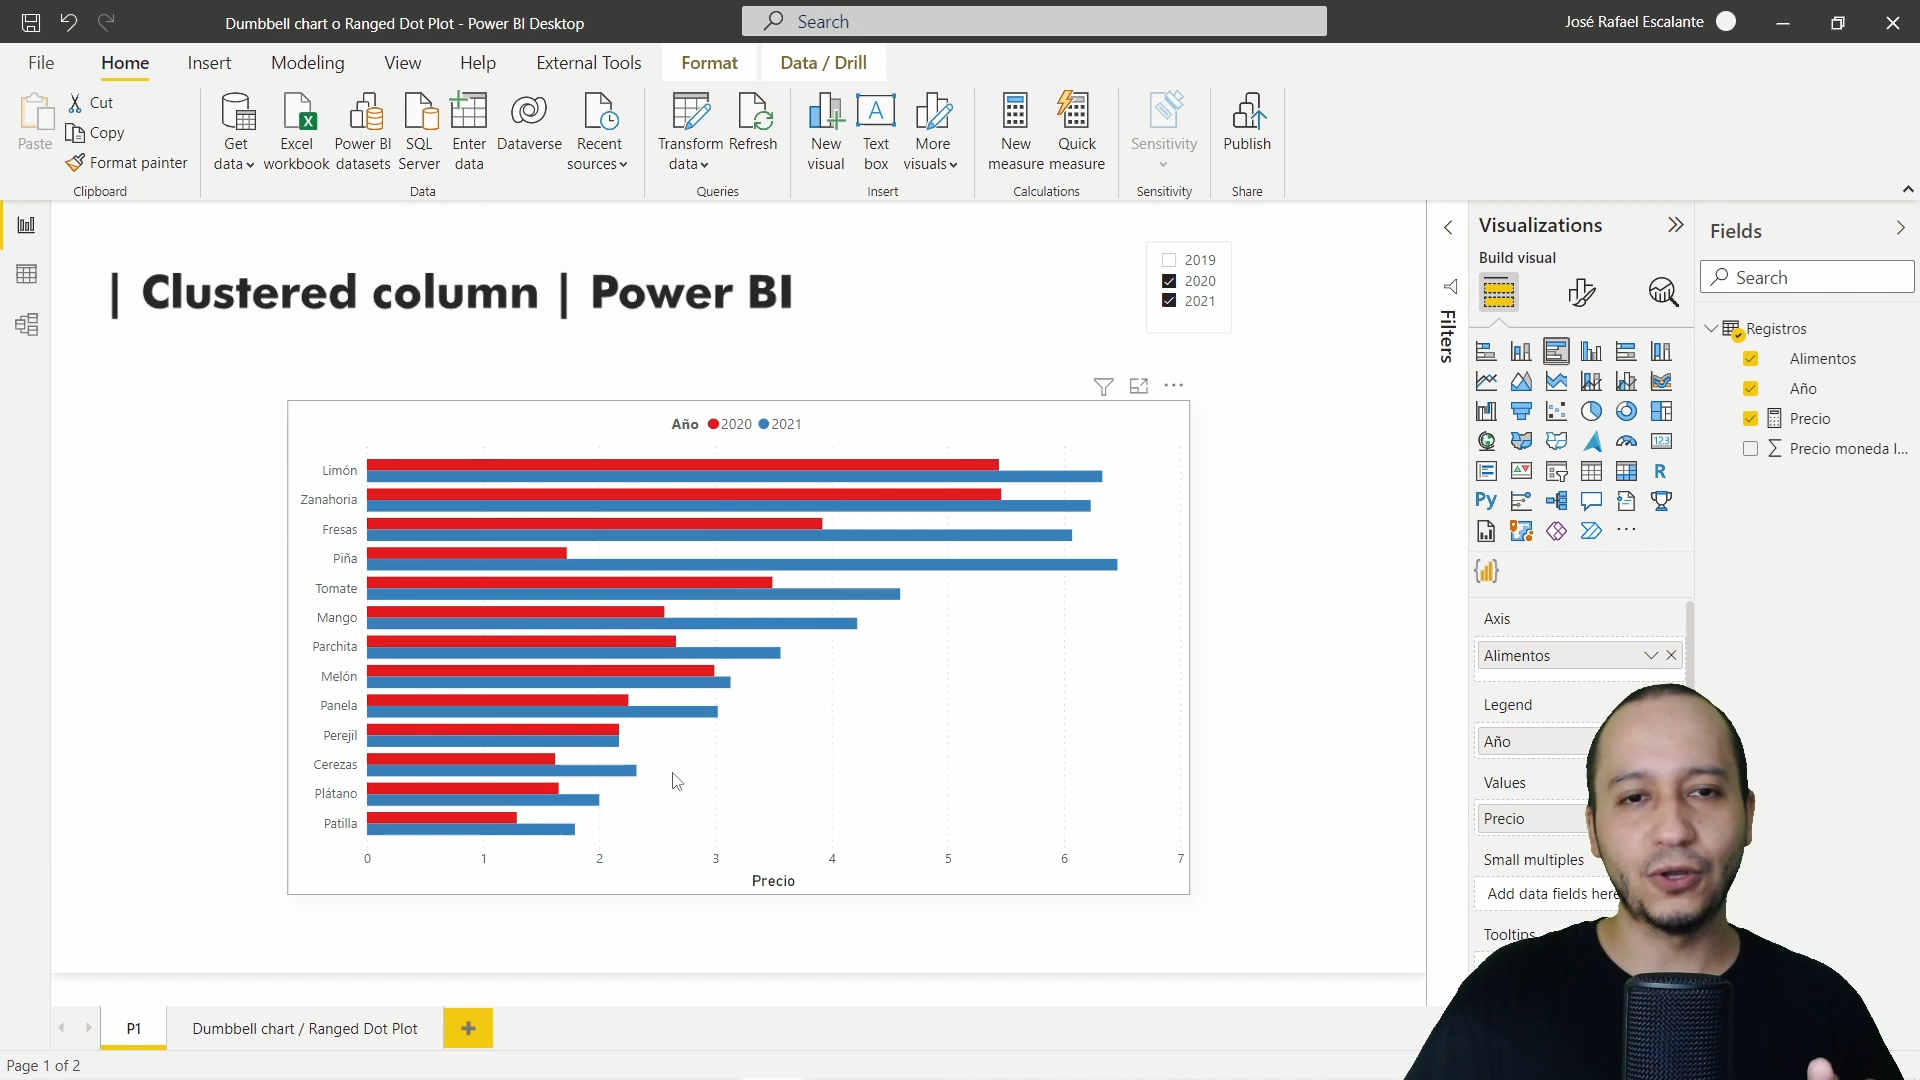 Dumbbell chart o Ranged Dot Plot - Power BI Desktop
Search
José Rafael Escalante
File Home Insert Modeling View Help External Tools Format Data / Drill
Paste
Cut
Copy
Format painter
Clipboard
Get data
Excel workbook
Power BI datasets
SQL Server
Enter data
Dataverse
Recent sources
Data
Transform data
Refresh
Queries
New visual
Text box
More visuals
Insert
New measure
Quick measure
Calculations
Sensitivity
Sensitivity
Publish
Share
| Clustered column | Power BI
2019
2020
2021
Año 2020 2021
Limón
Zanahoria
Fresas
Piña
Tomate
Mango
Parchita
Melón
Panela
Perejil
Cerezas
Plátano
Patilla
0 1 2 3 4 5 6 7
Precio
Filters
Visualizations
Build visual
123
R
Py
Axis
Alimentos
Legend
Año
Values
Precio
Small multiples
Add data fields here
Tooltips
Fields
Search
Registros
Alimentos
Año
Precio
Precio moneda l...
P1
Dumbbell chart / Ranged Dot Plot
Page 1 of 2